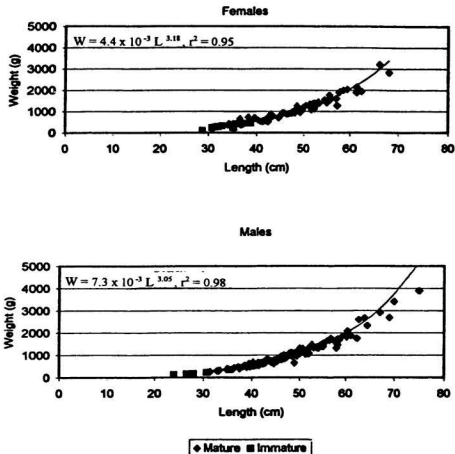 Females
W = 4.4 x 10⁻³ L ³·¹⁸, r² = 0.95
5000
4000
3000
2000
1000
0
Weight (g)
0 10 20 30 40 50 60 70 80
Length (cm)
Males
W = 7.3 x 10⁻³ L ³·⁰⁵, r² = 0.98
5000
4000
3000
2000
1000
0
Weight (g)
0 10 20 30 40 50 60 70 80
Length (cm)
◆ Mature ■ Immature